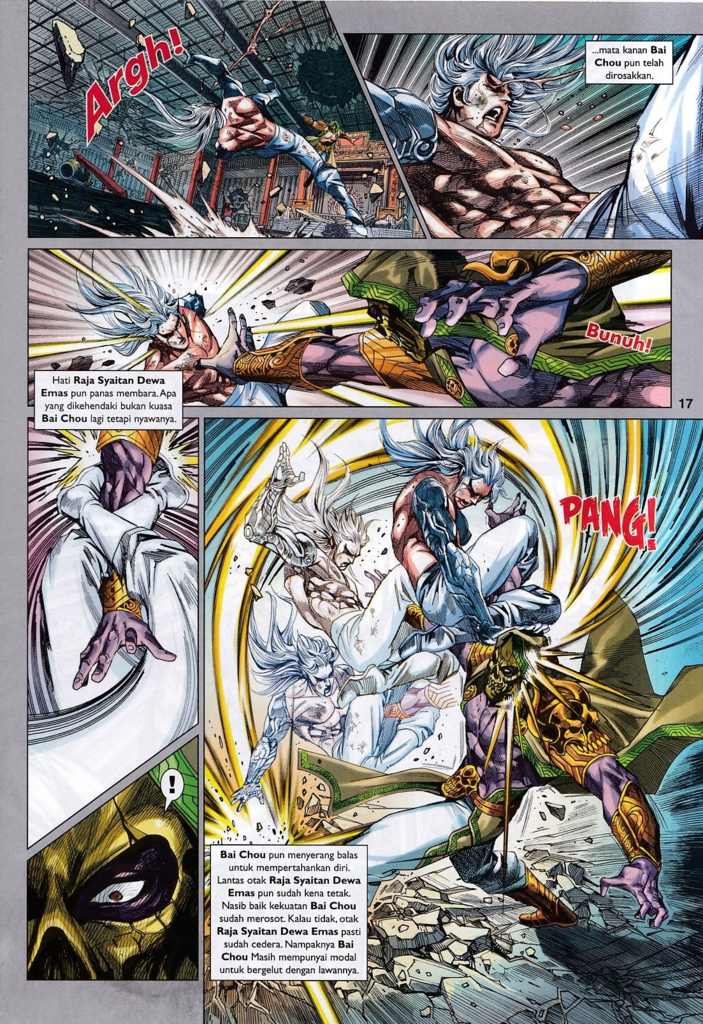 Argh!
...mata kanan Bai
Chou pun telah
dirosakkan.
Bunuh!
Hati Raja Syaitan Dewa
Emas pun panas membara. Apa
yang dikehendaki bukan kuasa
Bai Chou lagi tetapi nyawanya.
17
PANG!
!
Bai Chou pun menyerang balas
untuk mempertahankan diri.
Lantas otak Raja Syaitan Dewa
Emas pun sudah kena tetak.
Nasib baik kekuatan Bai Chou
sudah merosot. Kalau tidak, otak
Raja Syaitan Dewa Emas pasti
sudah cedera. Nampaknya Bai
Chou Masih mempunyai modal
untuk bergelut dengan lawannya.